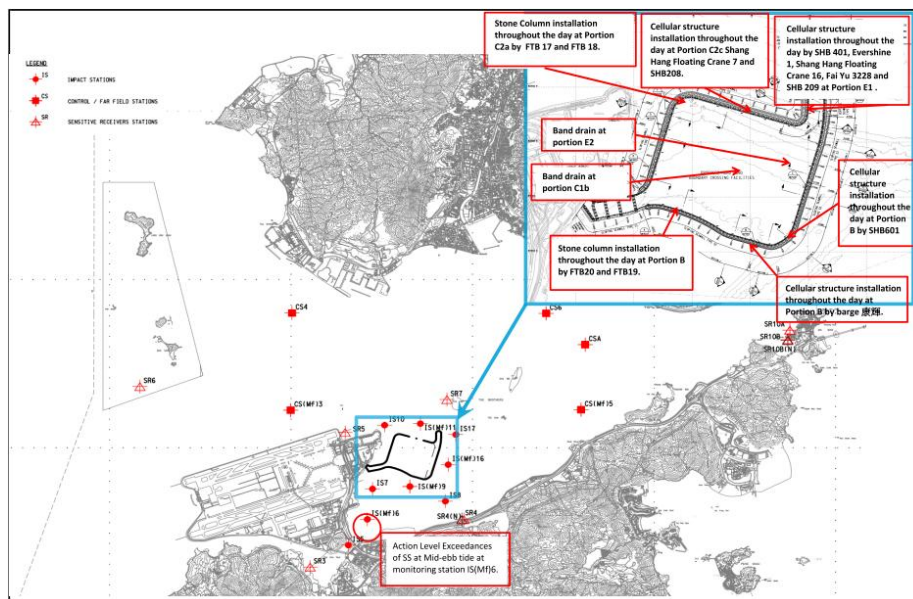 LEGEND
IS
IMPACT STATIONS
CS
CONTROL / FAR FIELD STATIONS
SR
SENSITIVE RECEIVERS STATIONS
Stone Column installation
throughout the day at Portion
C2a by FTB 17 and FTB 18.
Cellular structure
installation throughout the
day at Portion C2c Shang
Hang Floating Crane 7 and
SHB208.
Cellular structure
installation throughout the
day by SHB 401, Evershine
1, Shang Hang Floating
Crane 16, Fai Yu 3228 and
SHB 209 at Portion E1 .
Band drain at
portion E2
Band drain at
portion C1b
Cellular
structure
installation
throughout the
day at Portion
B by SHB601
Stone column installation
throughout the day at Portion B
by FTB20 and FTB19.
Cellular structure installation
throughout the day at
Portion B by barge 康輝.
CS4
CS6
CSA
SR10A
SR10B
SR10B(N)
SR6
SR7
CS(Mf)3
CS(Mf)5
IS10
IS(Mf)11
IS17
SR5
IS(Mf)16
IS7
IS(Mf)9
IS8
SR4(N)
SR4
IS(Mf)6
SR3
Action Level Exceedances
of SS at Mid-ebb tide at
monitoring station IS(Mf)6.